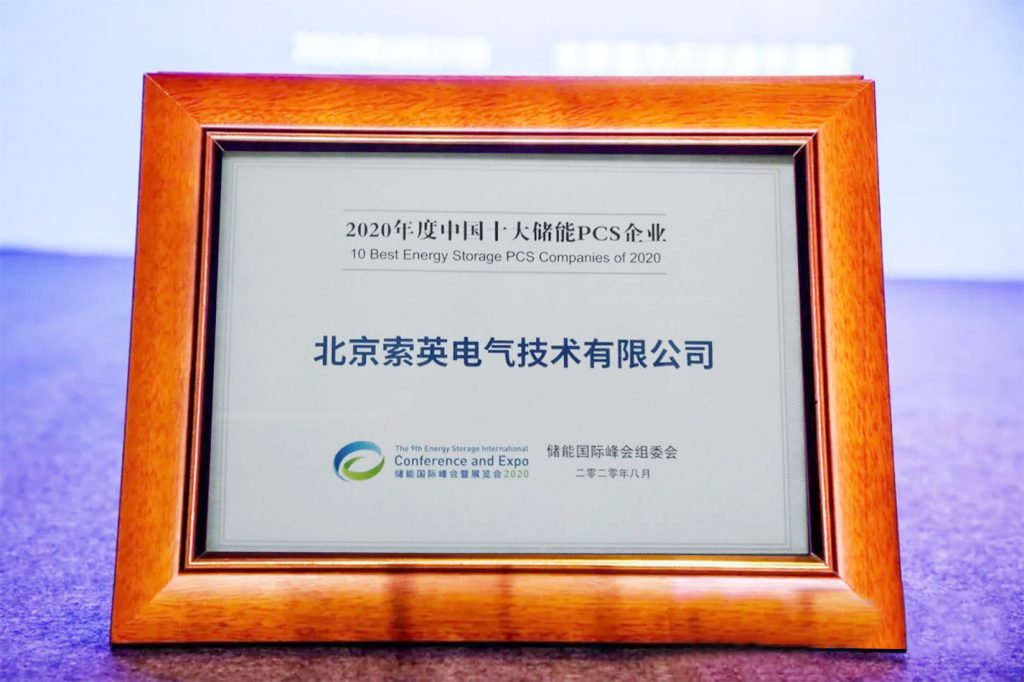 2020年度中国十大储能PCS企业
10 Best Energy Storage PCS Companies of 2020
北京索英电气技术有限公司
The 9th Energy Storage International
Conference and Expo
储能国际峰会暨展览会2020
储能国际峰会组委会
二零二零年八月